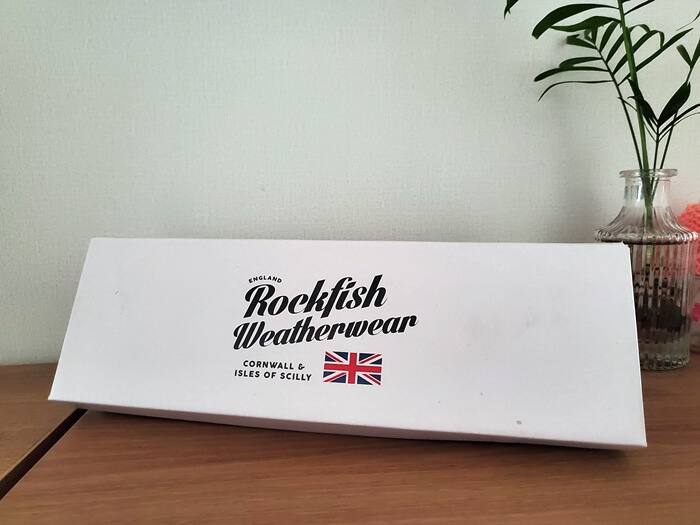 ENGLAND
Rockfish
Weatherwear
CORNWALL &
ISLES OF SCILLY